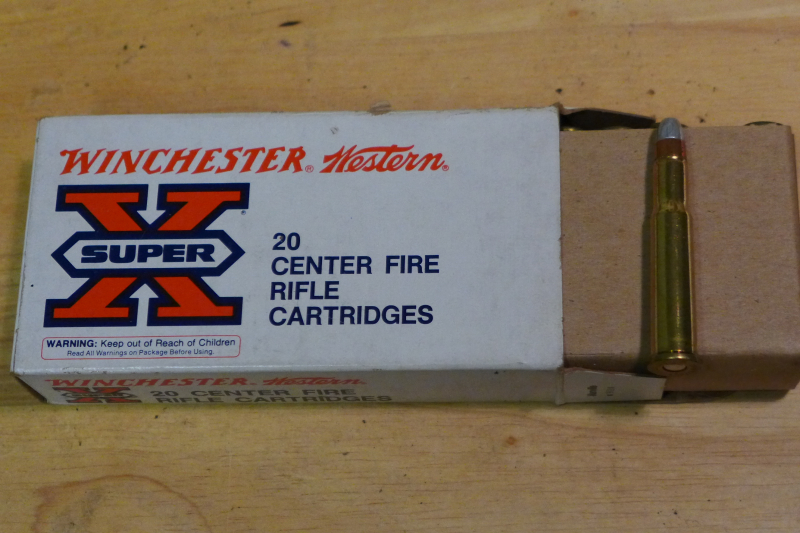 WINCHESTER® Western®
X
SUPER
20
CENTER FIRE
RIFLE
CARTRIDGES
WARNING: Keep out of Reach of Children
Read All Warnings on Package Before Using.
WINCHESTER® Western®
20 CENTER FIRE
RIFLE CARTRIDGES